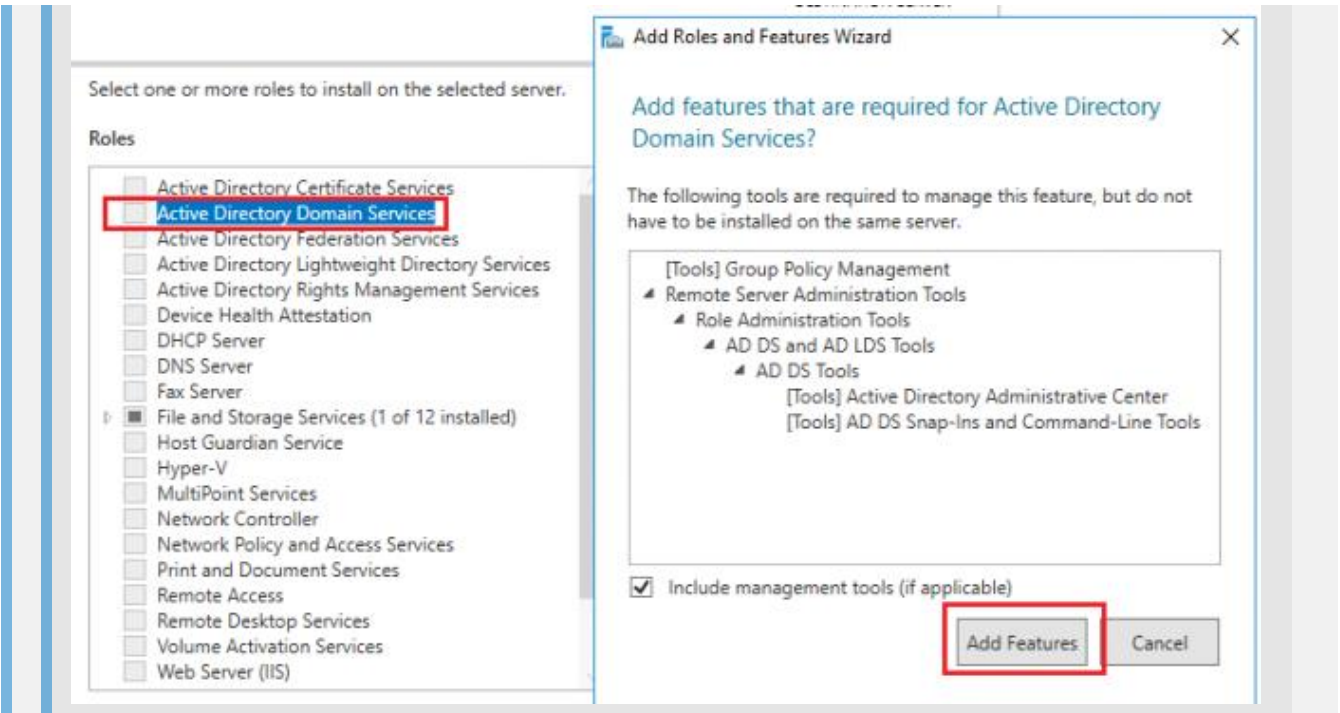 Select one or more roles to install on the selected server.
Roles
Active Directory Certificate Services
Active Directory Domain Services
Active Directory Federation Services
Active Directory Lightweight Directory Services
Active Directory Rights Management Services
Device Health Attestation
DHCP Server
DNS Server
Fax Server
File and Storage Services (1 of 12 installed)
Host Guardian Service
Hyper-V
MultiPoint Services
Network Controller
Network Policy and Access Services
Print and Document Services
Remote Access
Remote Desktop Services
Volume Activation Services
Web Server (IIS)
Add Roles and Features Wizard
Add features that are required for Active Directory
Domain Services?
The following tools are required to manage this feature, but do not
have to be installed on the same server.
[Tools] Group Policy Management
Remote Server Administration Tools
Role Administration Tools
AD DS and AD LDS Tools
AD DS Tools
[Tools] Active Directory Administrative Center
[Tools] AD DS Snap-Ins and Command-Line Tools
Include management tools (if applicable)
Add Features
Cancel